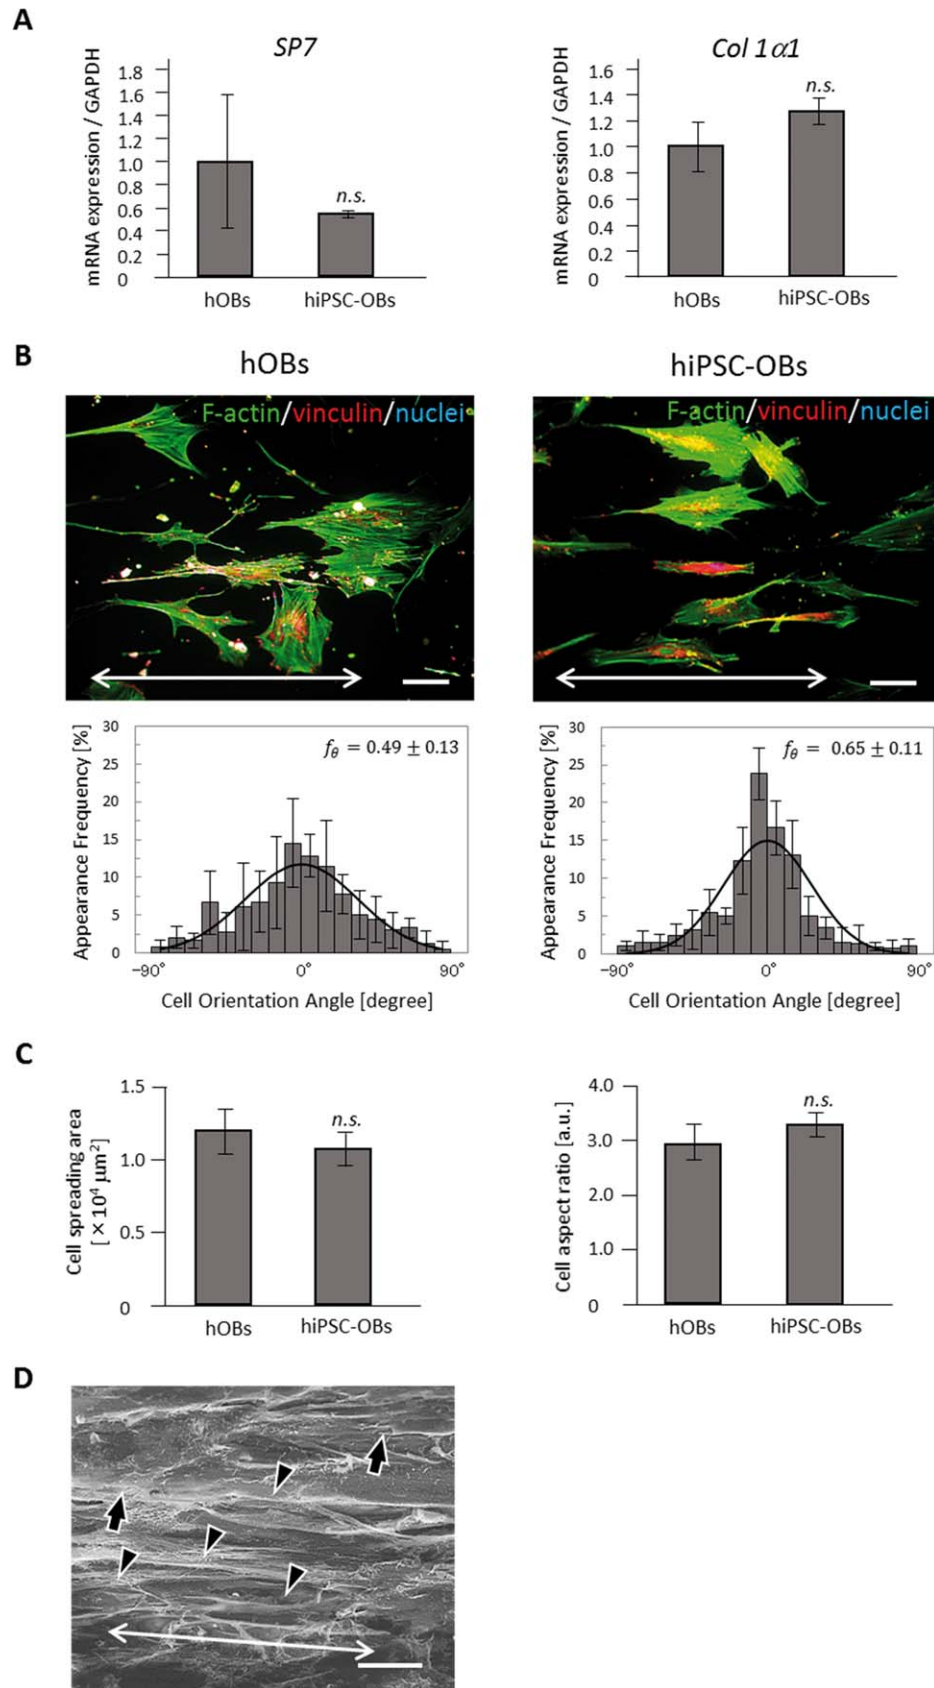 A
SP7
mRNA expression / GAPDH
1.8
1.6
1.4
1.2
1.0
0.8
0.6
0.4
0.2
0
n.s.
hOBs
hiPSC-OBs
Col 1α1
mRNA expression / GAPDH
1.6
1.4
1.2
1.0
0.8
0.6
0.4
0.2
0
n.s.
hOBs
hiPSC-OBs
B
hOBs
F-actin/vinculin/nuclei
hiPSC-OBs
F-actin/vinculin/nuclei
Appearance Frequency [%]
30
25
20
15
10
5
0
fθ = 0.49 ± 0.13
−90° 0° 90°
Cell Orientation Angle [degree]
Appearance Frequency [%]
30
25
20
15
10
5
0
fθ = 0.65 ± 0.11
−90° 0° 90°
Cell Orientation Angle [degree]
C
Cell spreading area
[ ×10⁴ μm²]
1.5
1.0
0.5
0
n.s.
hOBs
hiPSC-OBs
Cell aspect ratio [a.u.]
4.0
3.0
2.0
1.0
0
n.s.
hOBs
hiPSC-OBs
D